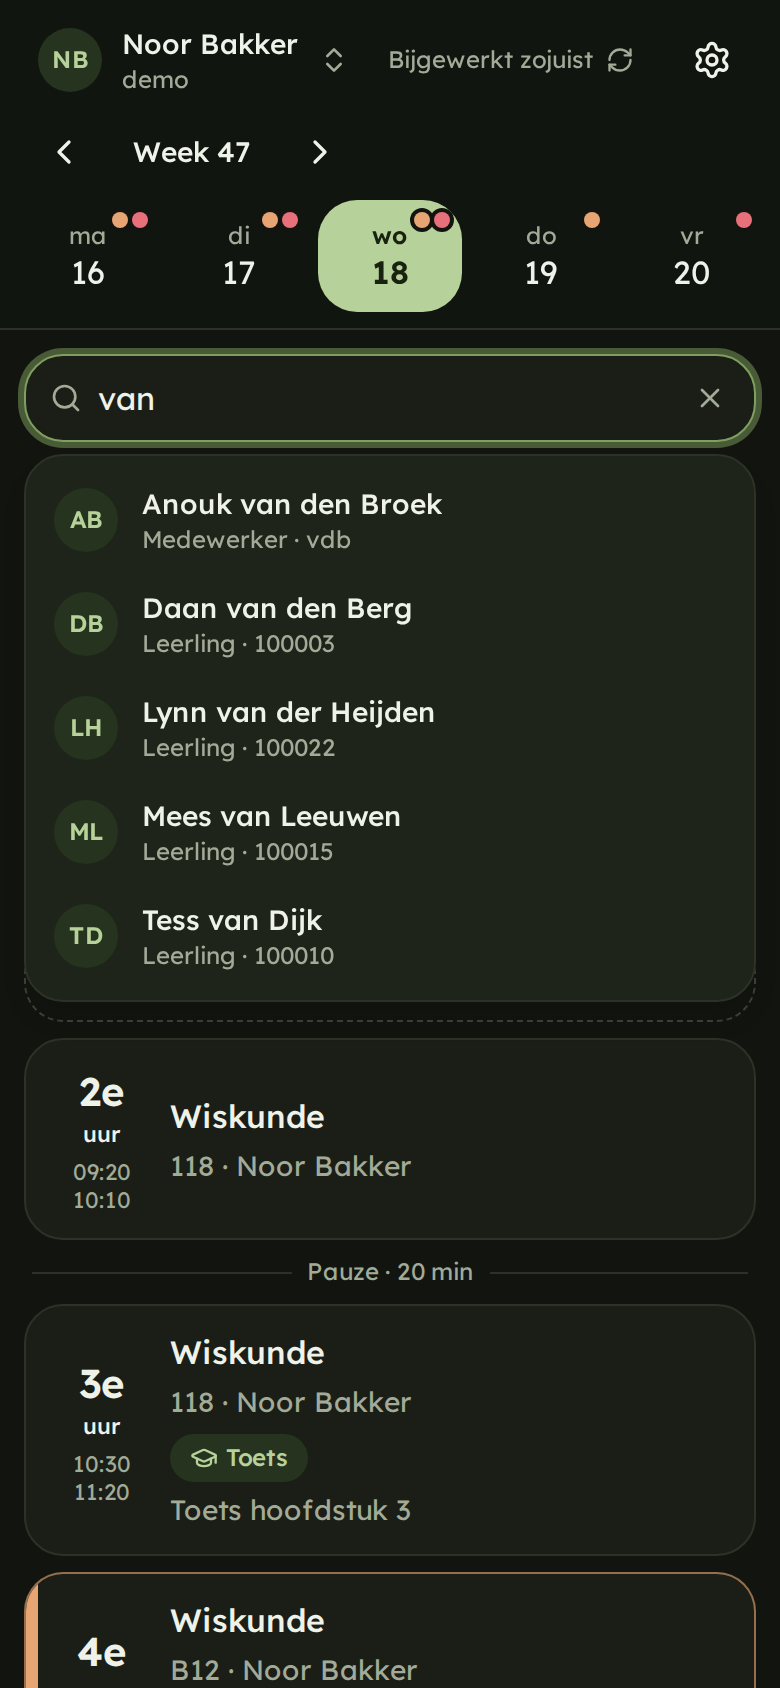 NB
Noor Bakker
demo
Bijgewerkt zojuist
Week 47
ma
16
di
17
wo
18
do
19
vr
20
van
AB
Anouk van den Broek
Medewerker · vdb
DB
Daan van den Berg
Leerling · 100003
LH
Lynn van der Heijden
Leerling · 100022
ML
Mees van Leeuwen
Leerling · 100015
TD
Tess van Dijk
Leerling · 100010
2e
uur
09:20
10:10
Wiskunde
118 · Noor Bakker
Pauze · 20 min
3e
uur
10:30
11:20
Wiskunde
118 · Noor Bakker
Toets
Toets hoofdstuk 3
4e
Wiskunde
B12 · Noor Bakker